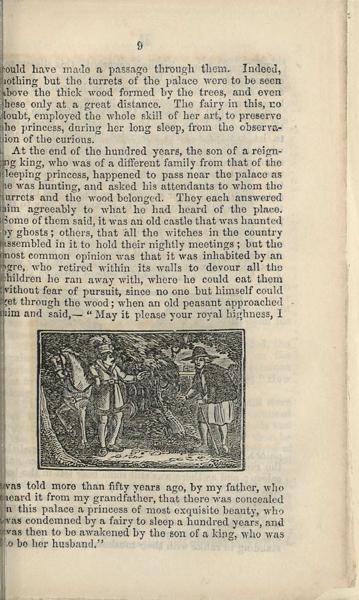 9
could have made a passage through them. Indeed,
nothing but the turrets of the palace were to be seen
above the thick wood formed by the trees, and even
these only at a great distance. The fairy in this, no
doubt, employed the whole skill of her art, to preserve
the princess, during her long sleep, from the observa-
tion of the curious.
At the end of the hundred years, the son of a reign-
ng king, who was of a different family from that of the
sleeping princess, happened to pass near the palace as
he was hunting, and asked his attendants to whom the
turrets and the wood belonged. They each answered
him agreeably to what he had heard of the place.
Some of them said, it was an old castle that was haunted
by ghosts; others, that all the witches in the country
assembled in it to hold their nightly meetings; but the
most common opinion was that it was inhabited by an
ogre, who retired within its walls to devour all the
children he ran away with, where he could eat them
without fear of pursuit, since no one but himself could
get through the wood; when an old peasant approached
him and said,— "May it please your royal highness, I
was told more than fifty years ago, by my father, who
heard it from my grandfather, that there was concealed
in this palace a princess of most exquisite beauty, who
was condemned by a fairy to sleep a hundred years, and
was then to be awakened by the son of a king, who was
to be her husband."